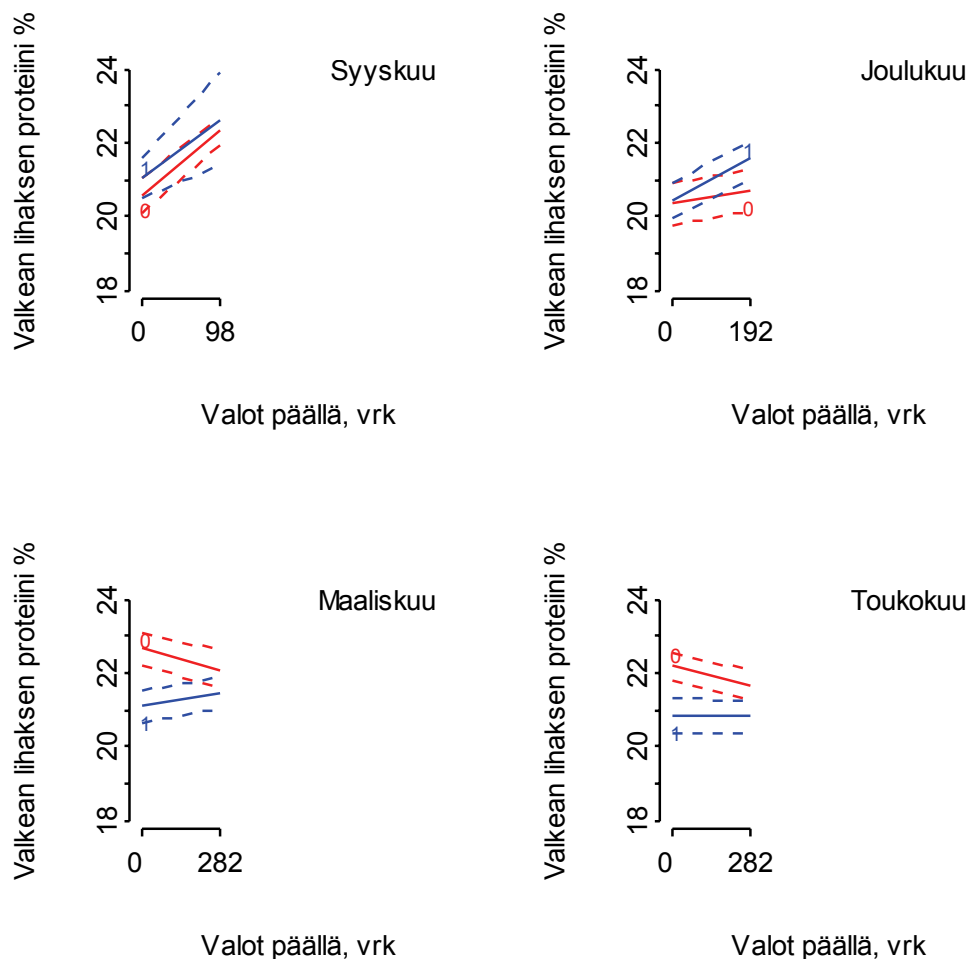 Syyskuu
Valkean lihaksen proteiini %
18 20 22 24
1
0
0 98
Valot päällä, vrk
Joulukuu
Valkean lihaksen proteiini %
18 20 22 24
1
0
0 192
Valot päällä, vrk
Maaliskuu
Valkean lihaksen proteiini %
18 20 22 24
0
1
0 282
Valot päällä, vrk
Toukokuu
Valkean lihaksen proteiini %
18 20 22 24
0
1
0 282
Valot päällä, vrk